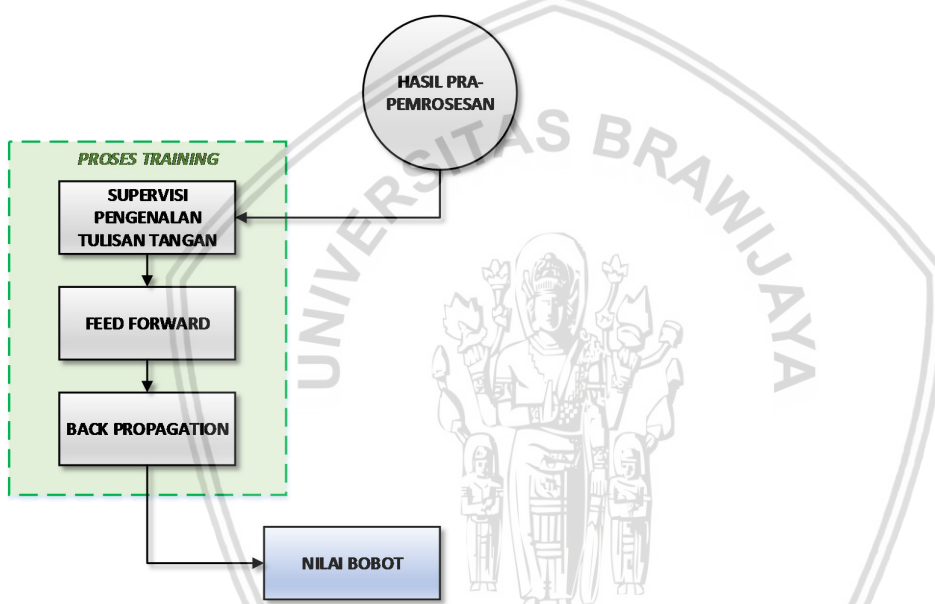 HASIL PRA-
PEMROSESAN
UNIVERSITAS BRAWIJAYA
PROSES TRAINING
SUPERVISI
PENGENALAN
TULISAN TANGAN
FEED FORWARD
BACK PROPAGATION
NILAI BOBOT